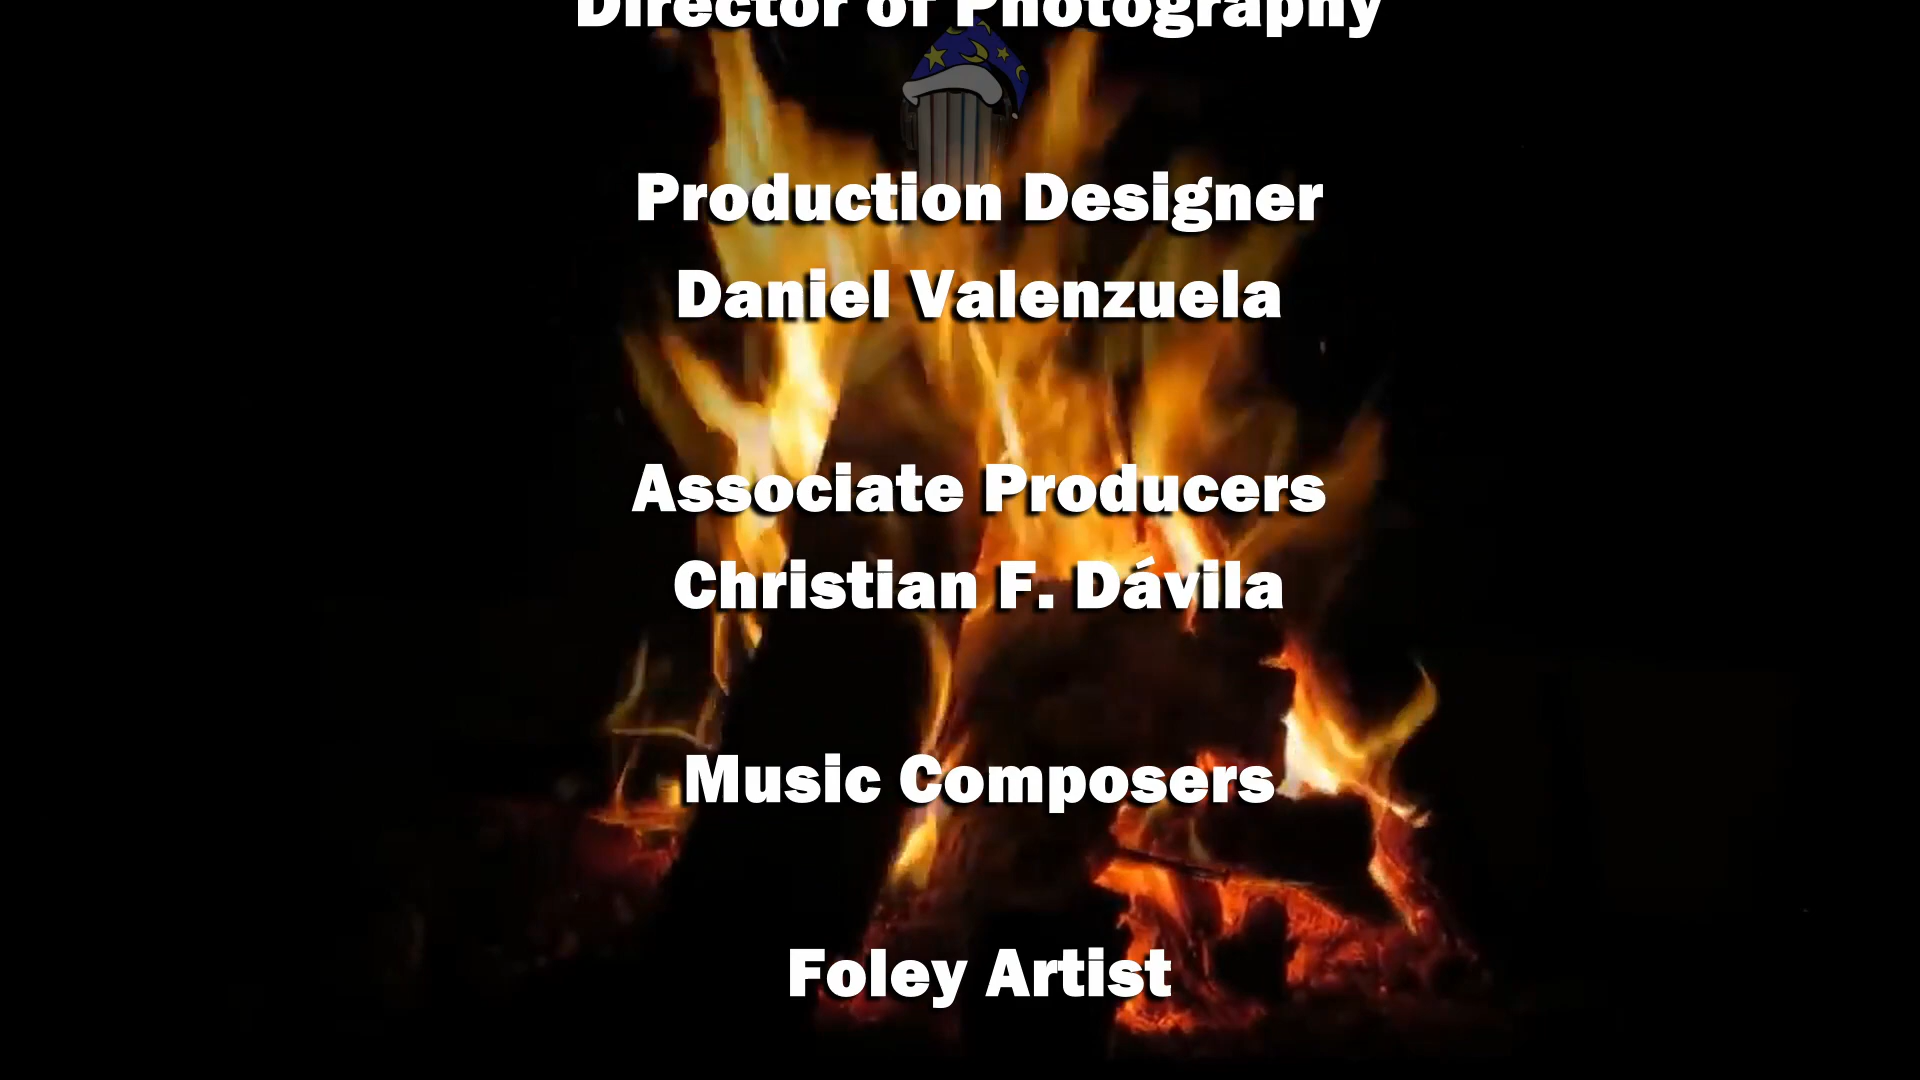 Director of Photography
Production Designer
Daniel Valenzuela
Associate Producers
Christian F. Dávila
Music Composers
Foley Artist